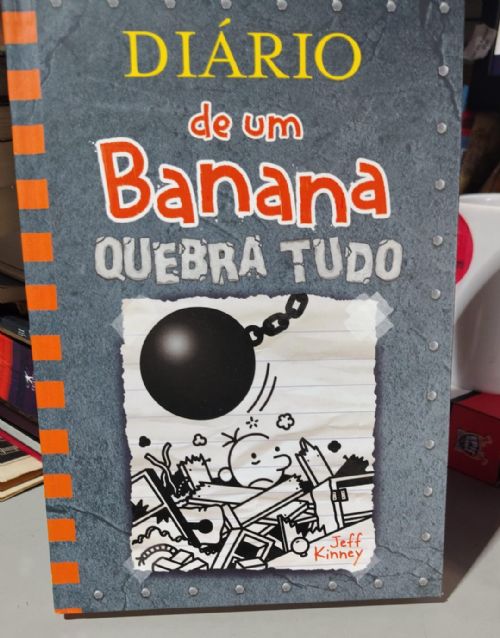 DIÁRIO
de um
Banana
QUEBRA TUDO
Jeff
Kinney